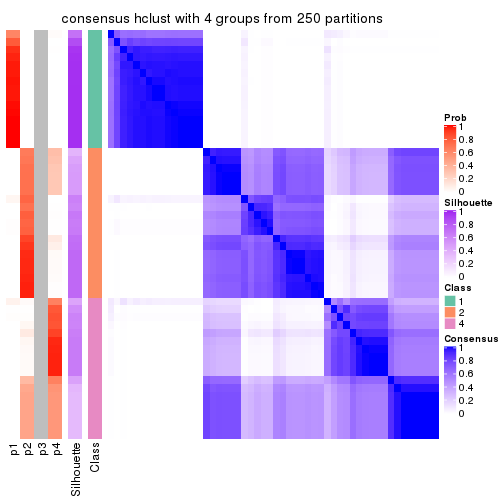 consensus hclust with 4 groups from 250 partitions
Prob
1
0.8
0.6
0.4
0.2
0
Silhouette
1
0.8
0.6
0.4
0.2
0
Class
1
2
4
Consensus
1
0.8
0.6
0.4
0.2
0
p1
p2
p3
p4
Silhouette
Class